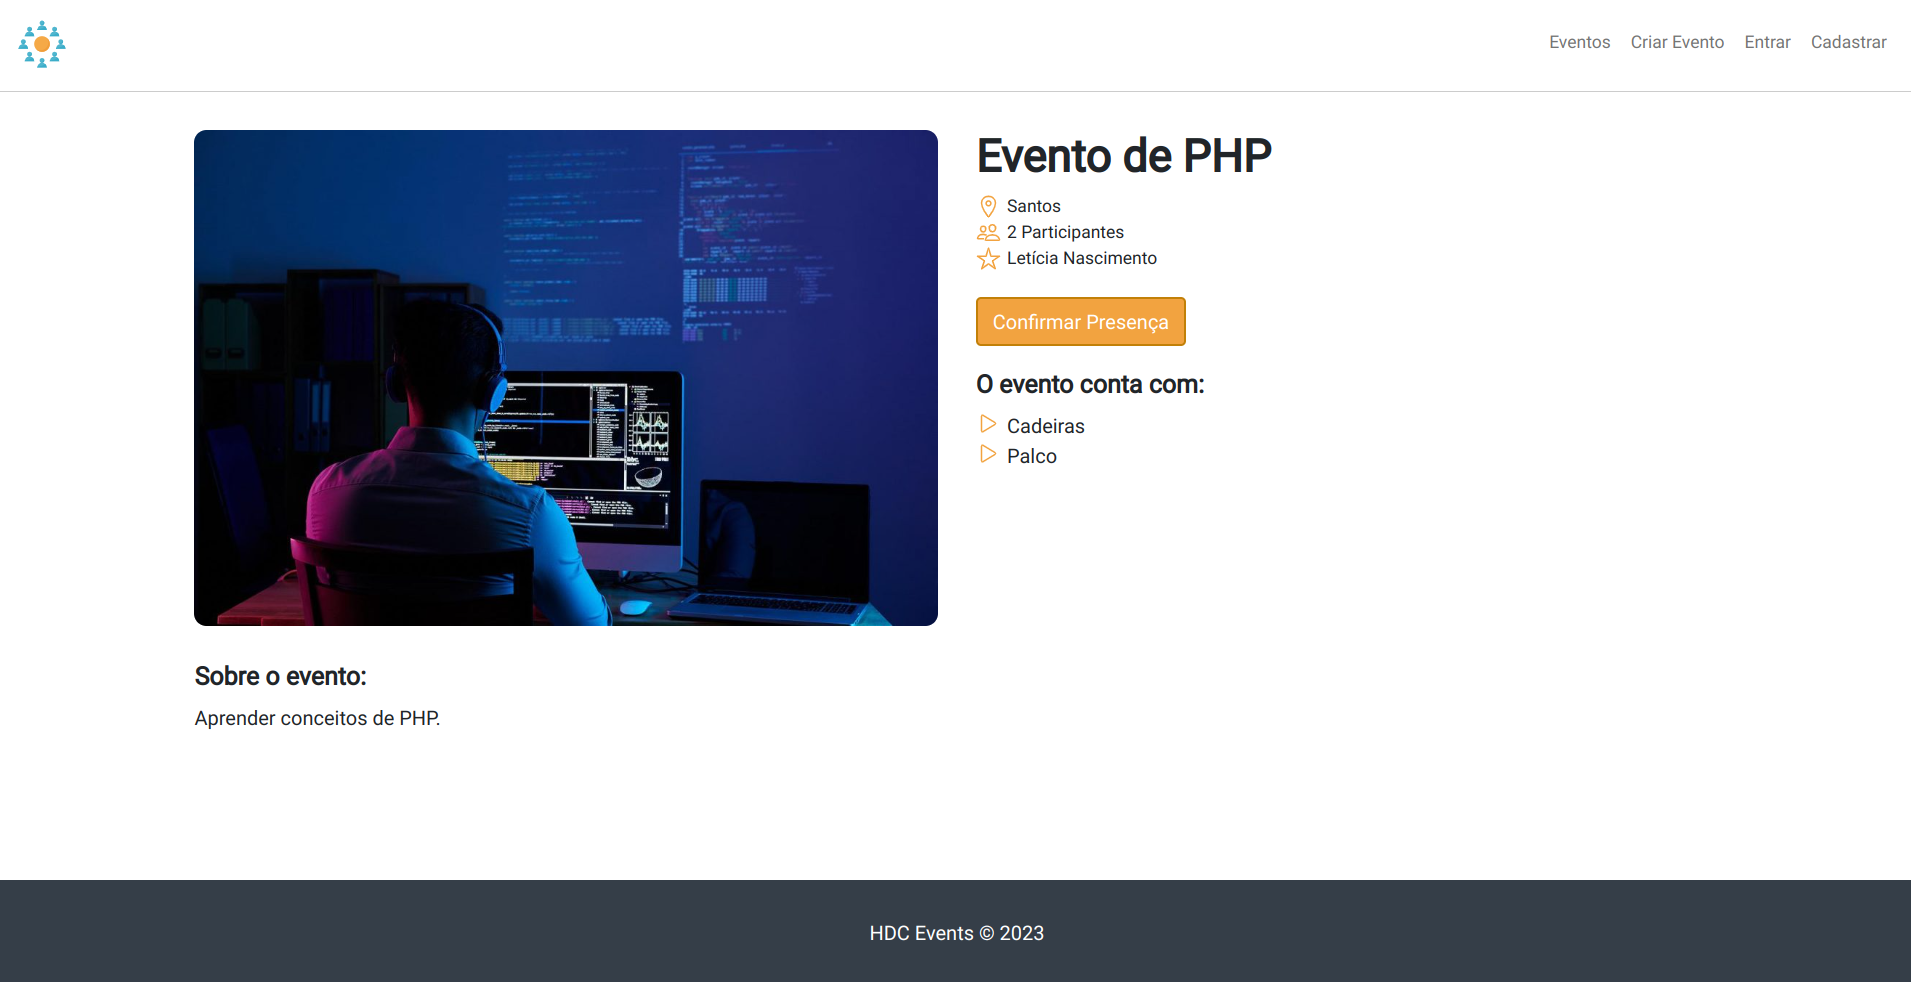 Eventos Criar Evento Entrar Cadastrar
Evento de PHP
Santos
2 Participantes
Letícia Nascimento
Confirmar Presença
O evento conta com:
Cadeiras
Palco
Sobre o evento:
Aprender conceitos de PHP.
HDC Events © 2023